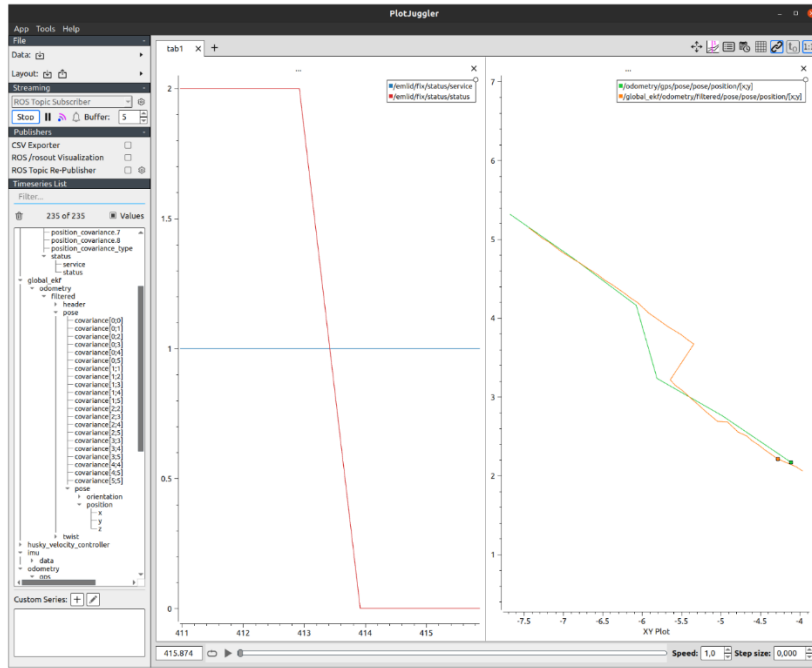 PlotJuggler
App Tools Help
File
Data:
Layout:
Streaming
ROS Topic Subscriber
Stop Buffer: 5
Publishers
CSV Exporter
ROS /rosout Visualization
ROS Topic Re-Publisher
Timeseries List
Filter...
235 of 235 Values
position_covariance.7
position_covariance.8
position_covariance_type
status
service
status
global_ekf
odometry
filtered
header
pose
covariance[0;0]
covariance[0;1]
covariance[0;2]
covariance[0;3]
covariance[0;4]
covariance[0;5]
covariance[1;1]
covariance[1;2]
covariance[1;3]
covariance[1;4]
covariance[1;5]
covariance[2;2]
covariance[2;3]
covariance[2;4]
covariance[2;5]
covariance[3;3]
covariance[3;4]
covariance[3;5]
covariance[4;4]
covariance[4;5]
covariance[5;5]
pose
orientation
position
x
y
z
twist
husky_velocity_controller
imu
data
odometry
gps
Custom Series:
tab1 X
...
/emlid/fix/status/service
/emlid/fix/status/status
2
1.5
1
0.5
0
411 412 413 414 415
...
/odometry/gps/pose/pose/position/[x;y]
/global_ekf/odometry/filtered/pose/pose/position/[x;y]
7
6
5
4
3
2
1
-7.5 -7 -6.5 -6 -5.5 -5 -4.5 -4
XY Plot
415.874 Speed: 1,0 Step size: 0,000